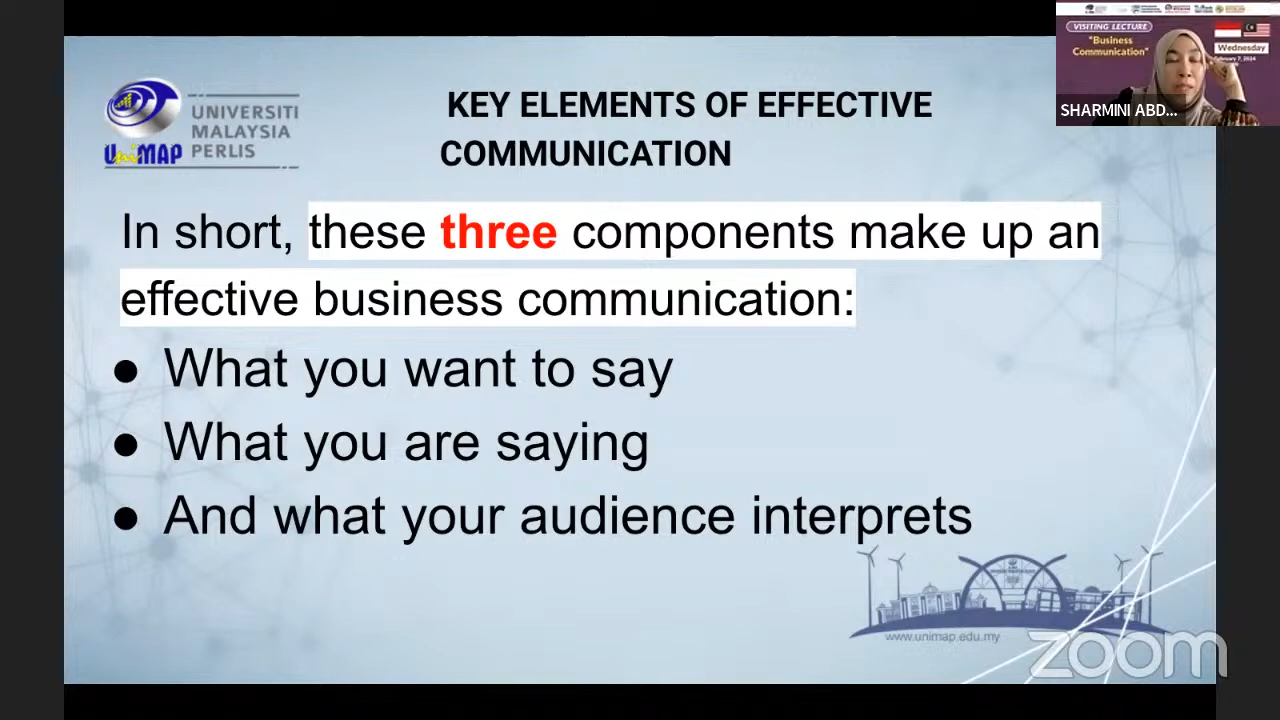 VISITING LECTURE
"Business
Communication"
Wednesday
February 7, 2024
SHARMINI ABD...
UNIVERSITI
MALAYSIA
PERLIS
UniMAP
KEY ELEMENTS OF EFFECTIVE
COMMUNICATION
In short, these three components make up an
effective business communication:
● What you want to say
● What you are saying
● And what your audience interprets
www.unimap.edu.my
zoom